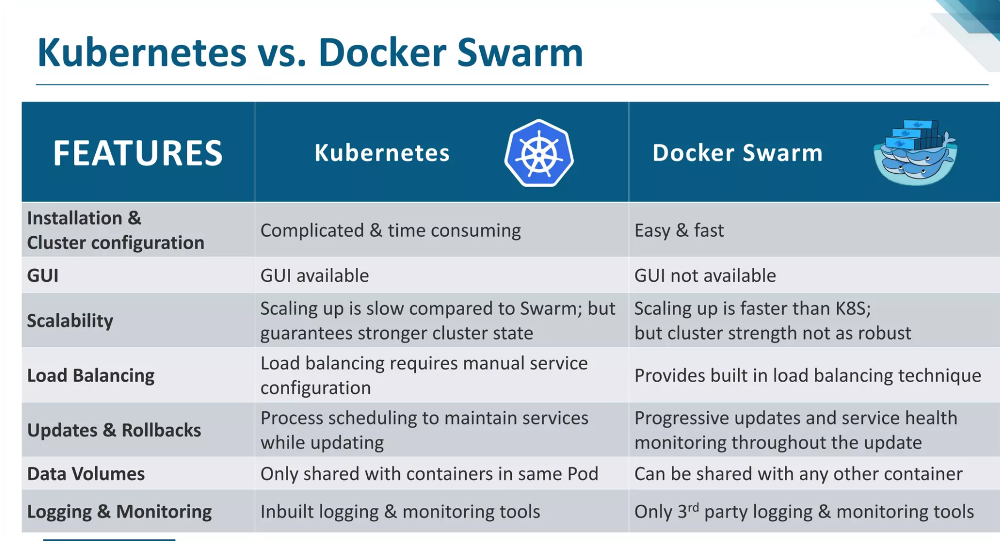 Kubernetes vs. Docker Swarm
FEATURES
Kubernetes
Docker Swarm
Installation &
Cluster configuration
Complicated & time consuming
Easy & fast
GUI
GUI available
GUI not available
Scalability
Scaling up is slow compared to Swarm; but
guarantees stronger cluster state
Scaling up is faster than K8S;
but cluster strength not as robust
Load Balancing
Load balancing requires manual service
configuration
Provides built in load balancing technique
Updates & Rollbacks
Process scheduling to maintain services
while updating
Progressive updates and service health
monitoring throughout the update
Data Volumes
Only shared with containers in same Pod
Can be shared with any other container
Logging & Monitoring
Inbuilt logging & monitoring tools
Only 3rd party logging & monitoring tools